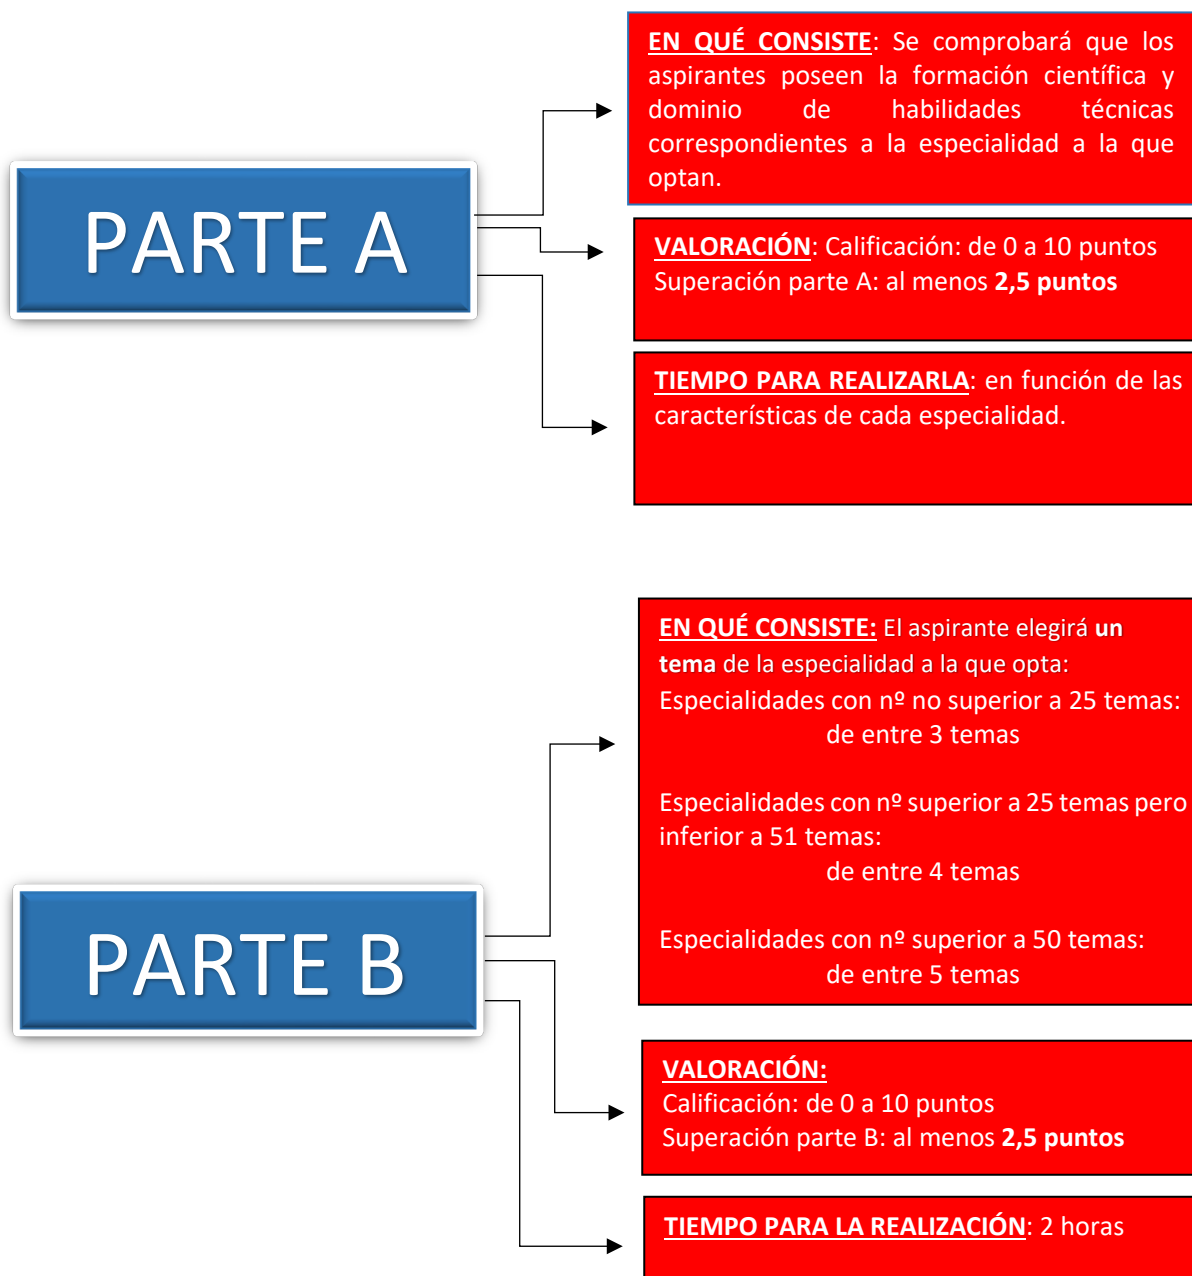 PARTE A
EN QUÉ CONSISTE: Se comprobará que los
aspirantes poseen la formación científica y
dominio de habilidades técnicas
correspondientes a la especialidad a la que
optan.
VALORACIÓN: Calificación: de 0 a 10 puntos
Superación parte A: al menos 2,5 puntos
TIEMPO PARA REALIZARLA: en función de las
características de cada especialidad.
PARTE B
EN QUÉ CONSISTE: El aspirante elegirá un
tema de la especialidad a la que opta:
Especialidades con nº no superior a 25 temas:
de entre 3 temas
Especialidades con nº superior a 25 temas pero
inferior a 51 temas:
de entre 4 temas
Especialidades con nº superior a 50 temas:
de entre 5 temas
VALORACIÓN:
Calificación: de 0 a 10 puntos
Superación parte B: al menos 2,5 puntos
TIEMPO PARA LA REALIZACIÓN: 2 horas